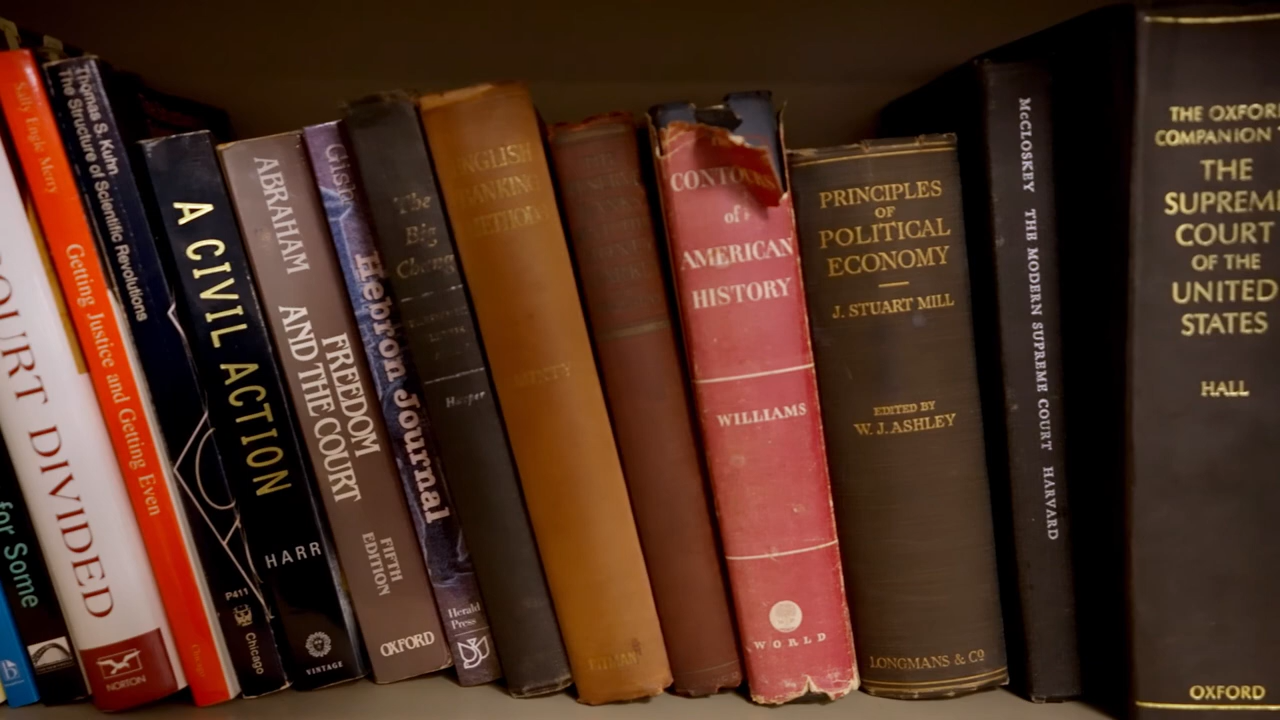 for Some
COURT DIVIDED
NORTON
Sally Engle Merry
Getting Justice and Getting Even
Chicago
Thomas S. Kuhn
The Structure of Scientific Revolutions
P411
Chicago
A CIVIL ACTION
HARR
VINTAGE
ABRAHAM
FREEDOM
AND THE COURT
FIFTH
EDITION
OXFORD
Gish
Hebron Journal
Herald
Press
The
Big
Change
Harper
ENGLISH
BANKING
METHODS
PITMAN
CONTOURS
of
AMERICAN
HISTORY
WILLIAMS
WORLD
PRINCIPLES
OF
POLITICAL
ECONOMY
J. STUART MILL
EDITED BY
W. J. ASHLEY
LONGMANS & Co
McCLOSKEY THE MODERN SUPREME COURT HARVARD
THE OXFOR
COMPANION
THE
SUPREME
COURT
OF THE
UNITED
STATES
HALL
OXFORD